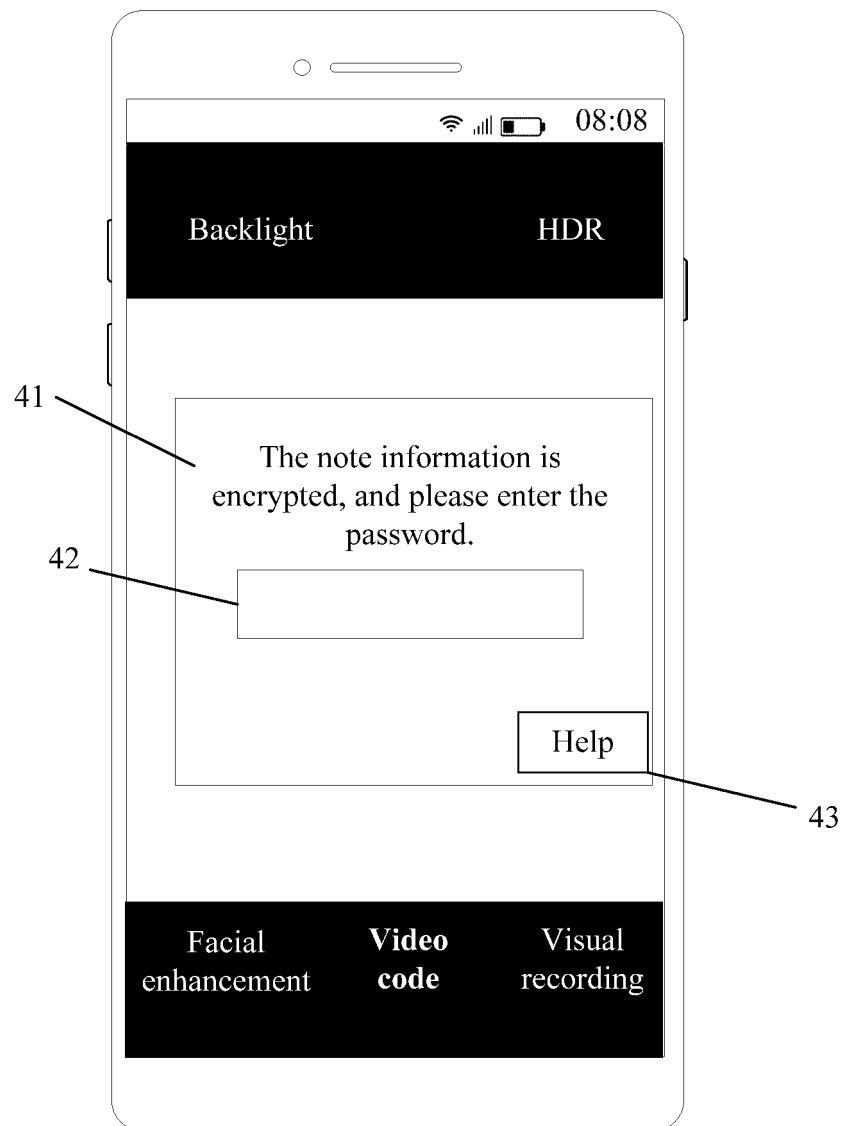 08:08
Backlight HDR
41
The note information is
encrypted, and please enter the
password.
42
Help
43
Facial Video Visual
enhancement code recording